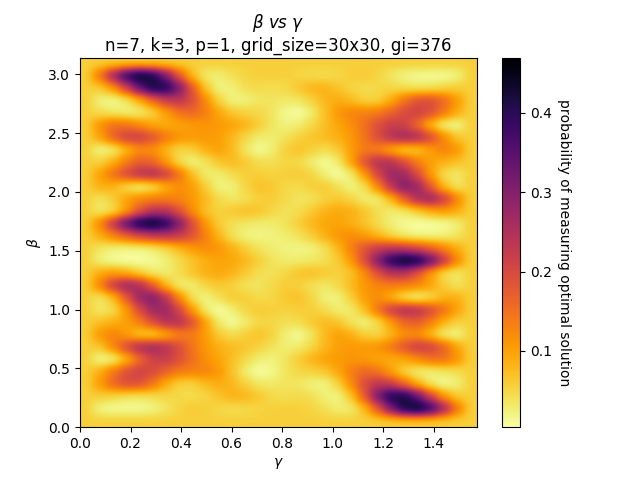 β vs γ
n=7, k=3, p=1, grid_size=30x30, gi=376
3.0
2.5
2.0
1.5
1.0
0.5
0.0
β
0.0 0.2 0.4 0.6 0.8 1.0 1.2 1.4
γ
0.4
0.3
0.2
0.1
probability of measuring optimal solution